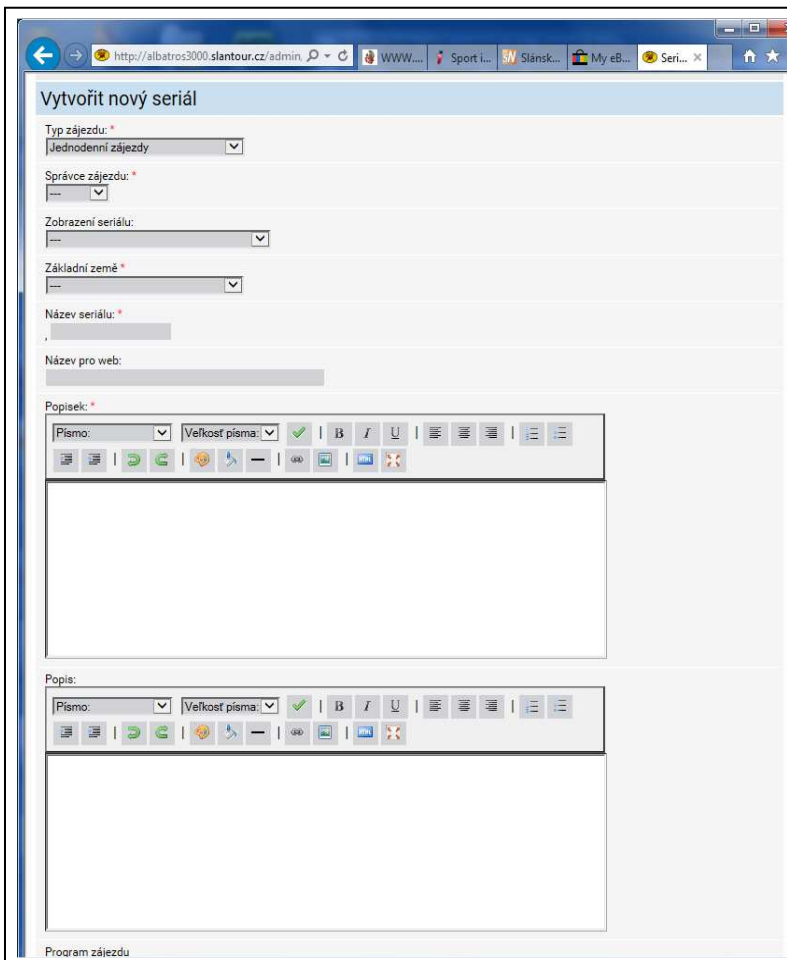 http://albatros3000.slantour.cz/admin
WWW....
Sport i...
Slánsk...
My eB...
Seri...
Vytvořit nový seriál
Typ zájezdu: *
Jednodenní zájezdy
Správce zájezdu: *
---
Zobrazení seriálu:
---
Základní země *
---
Název seriálu: *
,
Název pro web:
Popisek: *
Písmo: Veľkosť písma: | B I U | |
| | | | HTML
Popis:
Písmo: Veľkosť písma: | B I U | |
| | | | HTML
Program zájezdu